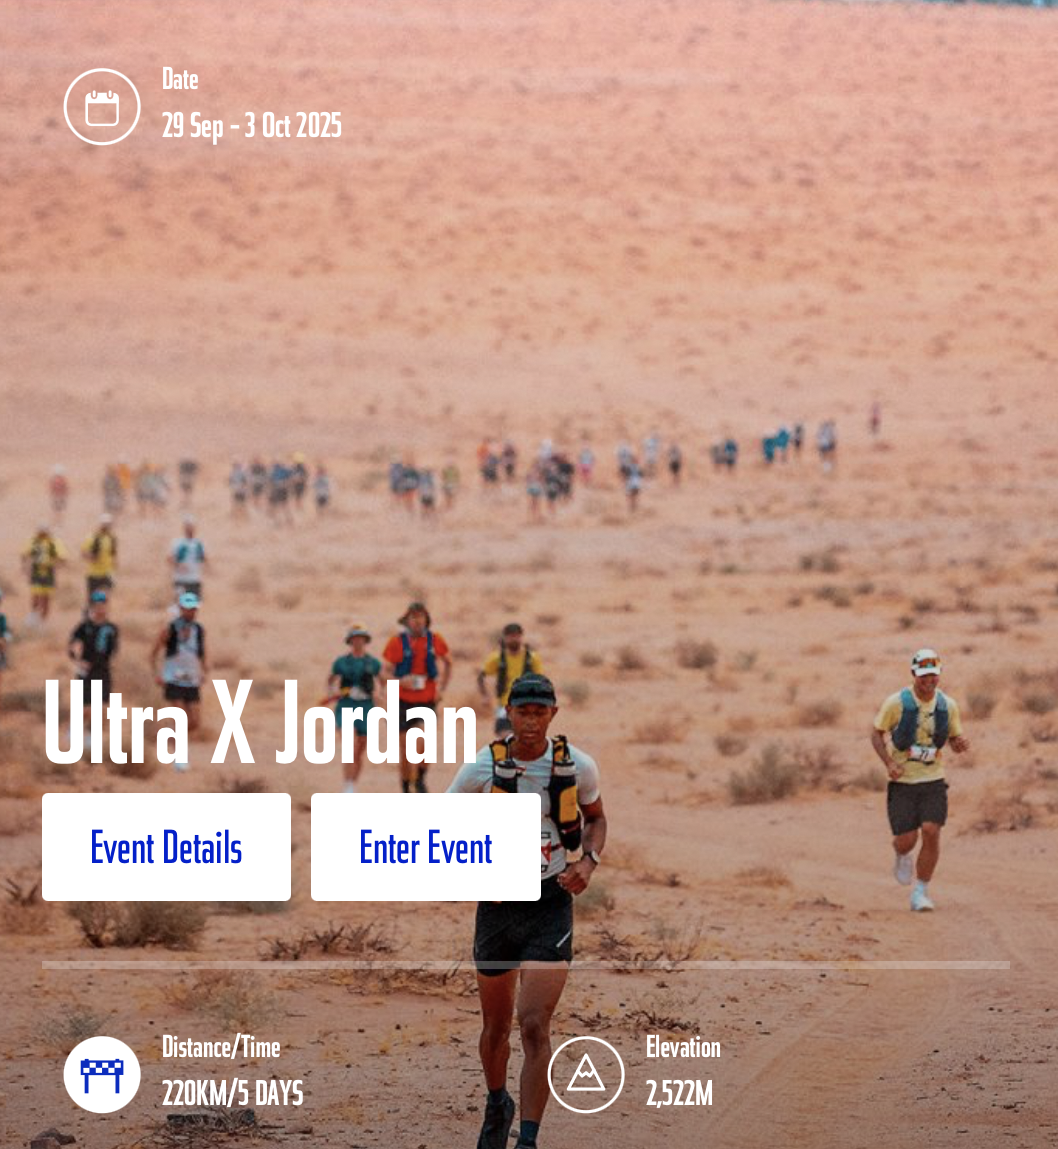 Date
29 Sep - 3 Oct 2025
Ultra X Jordan
Event Details
Enter Event
Distance/Time
220KM/5 DAYS
Elevation
2,522M